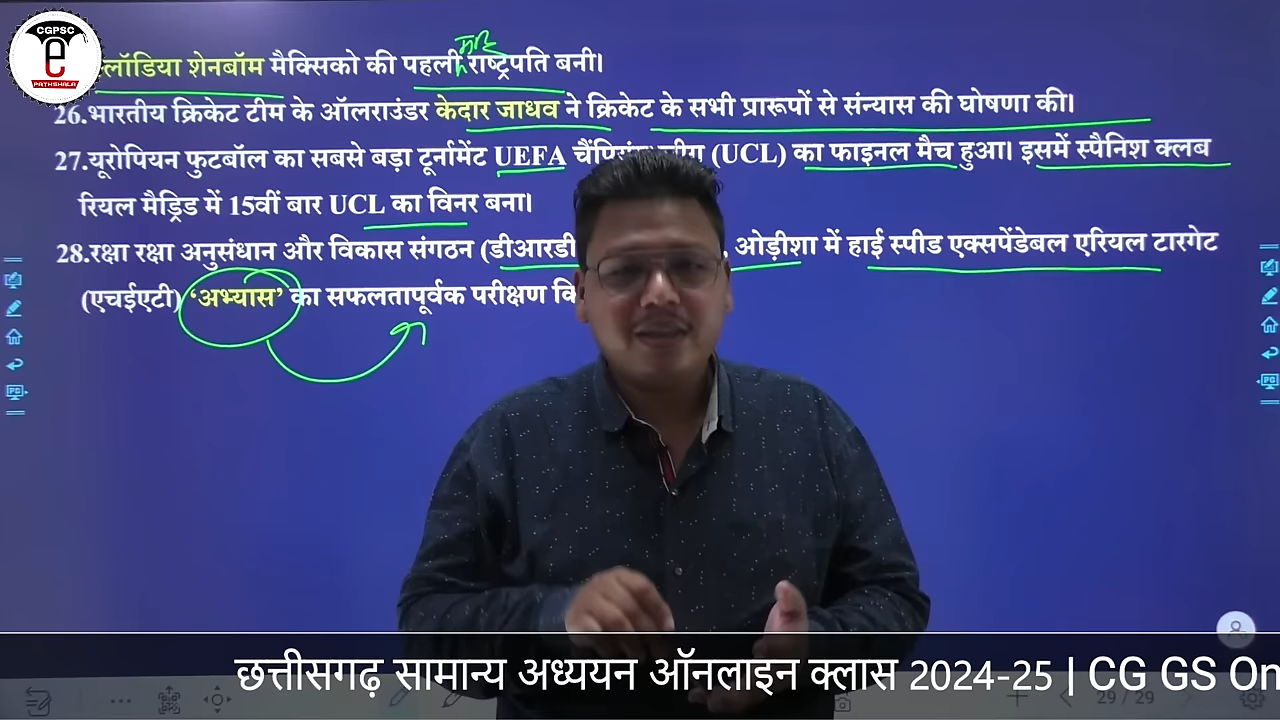 CGPSC
e
PATHSHALA
लॉडिया शेनबॉम मैक्सिको की पहली राष्ट्रपति बनी।
26.भारतीय क्रिकेट टीम के ऑलराउंडर केदार जाधव ने क्रिकेट के सभी प्रारूपों से संन्यास की घोषणा की।
27.यूरोपियन फुटबॉल का सबसे बड़ा टूर्नामेंट UEFA चैंपियंस लीग (UCL) का फाइनल मैच हुआ। इसमें स्पैनिश क्लब
रियल मैड्रिड में 15वीं बार UCL का विनर बना।
28.रक्षा रक्षा अनुसंधान और विकास संगठन (डीआरडी ओड़ीशा में हाई स्पीड एक्सपेंडेबल एरियल टारगेट
(एचईएटी) ‘अभ्यास’ का सफलतापूर्वक परीक्षण कि
छत्तीसगढ़ सामान्य अध्ययन ऑनलाइन क्लास 2024-25 | CG GS On
29 / 29